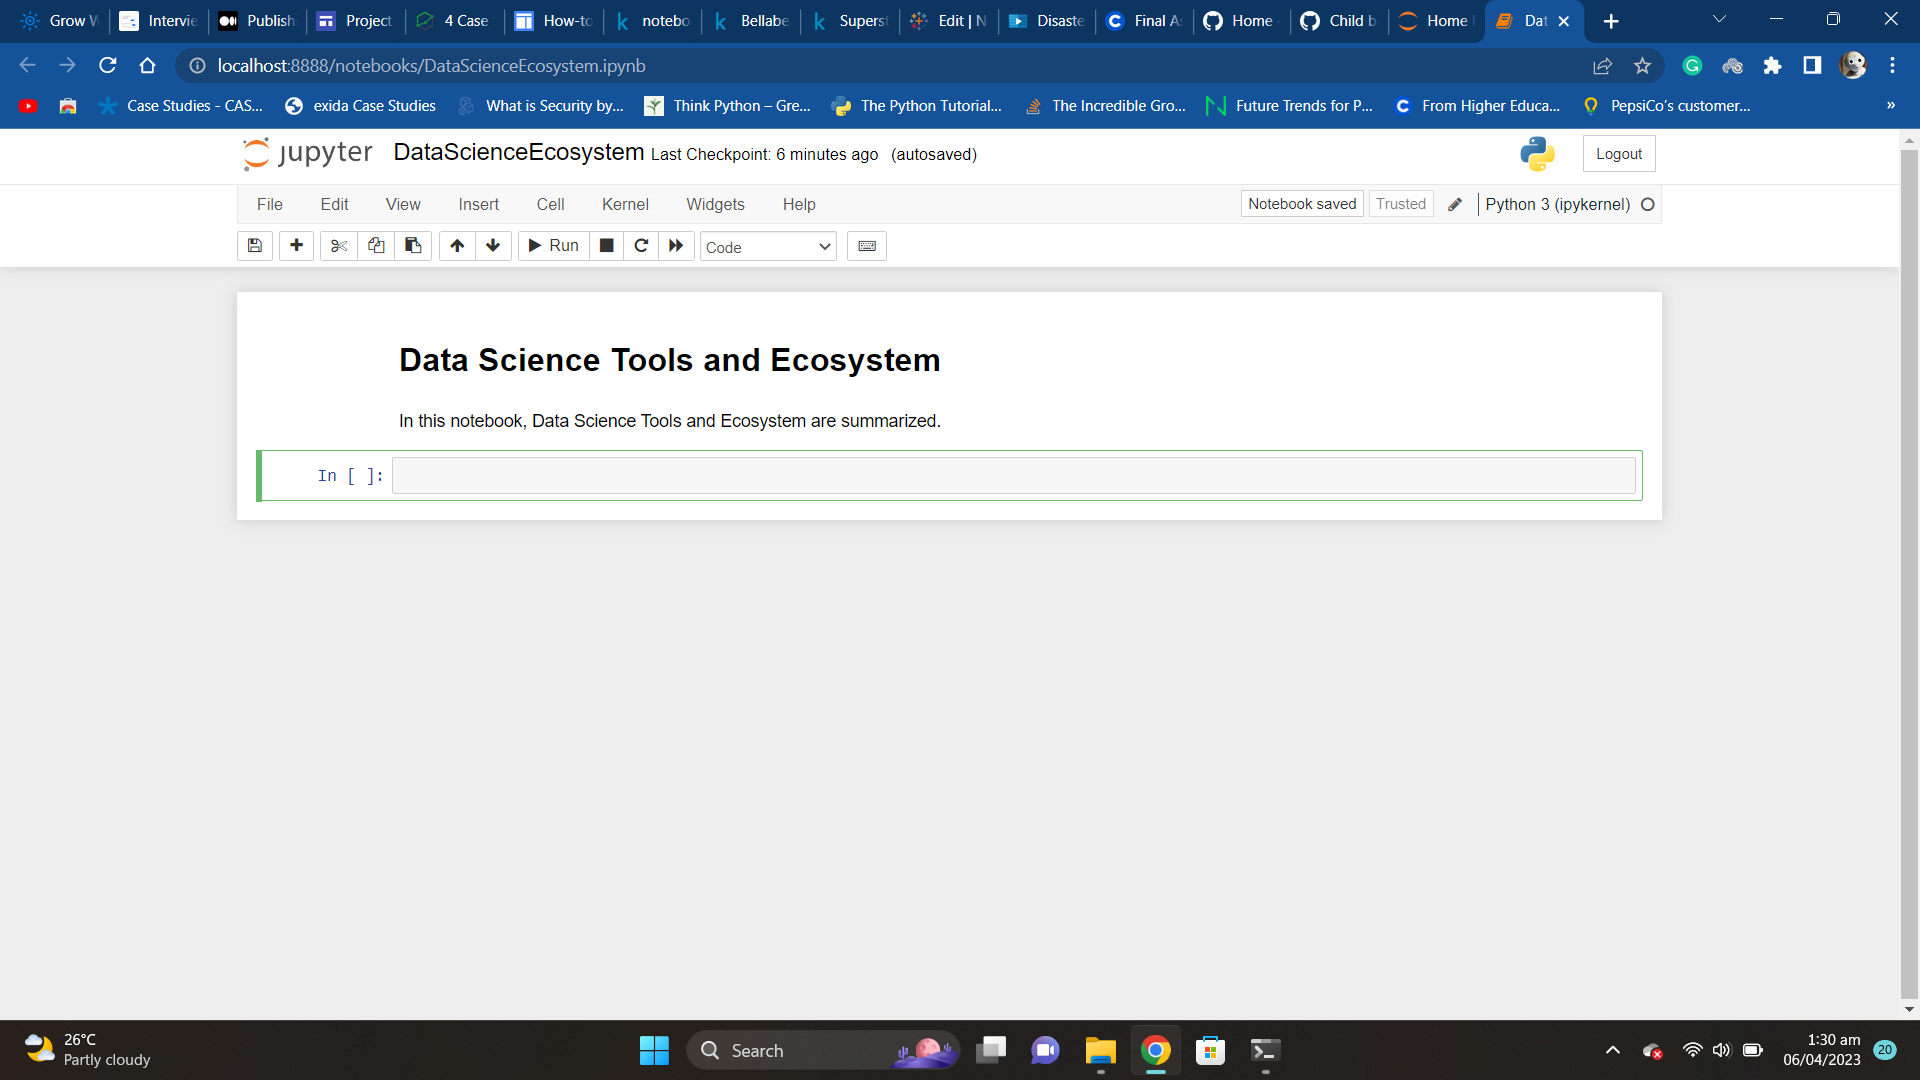 Grow W
Intervie
Publish
Project
4 Case
How-to
notebo
Bellabe
Superst
Edit | N
Disaste
Final As
Home
Child b
Home
Dat
localhost:8888/notebooks/DataScienceEcosystem.ipynb
Case Studies - CAS...
exida Case Studies
What is Security by...
Think Python – Gre...
The Python Tutorial...
The Incredible Gro...
Future Trends for P...
From Higher Educa...
PepsiCo's customer...
»
jupyter DataScienceEcosystem Last Checkpoint: 6 minutes ago (autosaved)
Logout
File Edit View Insert Cell Kernel Widgets Help
Notebook saved Trusted Python 3 (ipykernel)
Run Code
Data Science Tools and Ecosystem
In this notebook, Data Science Tools and Ecosystem are summarized.
In [ ]:
26°C
Partly cloudy
Search
1:30 am
06/04/2023
20